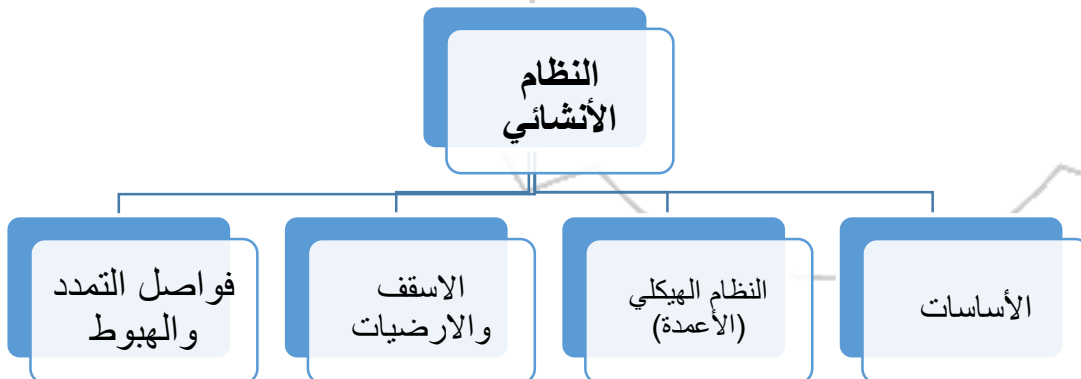 النظام
الأنشائي
الأساسات
النظام الهيكلي
(الأعمدة)
الاسقف
والارضيات
فواصل التمدد
والهبوط